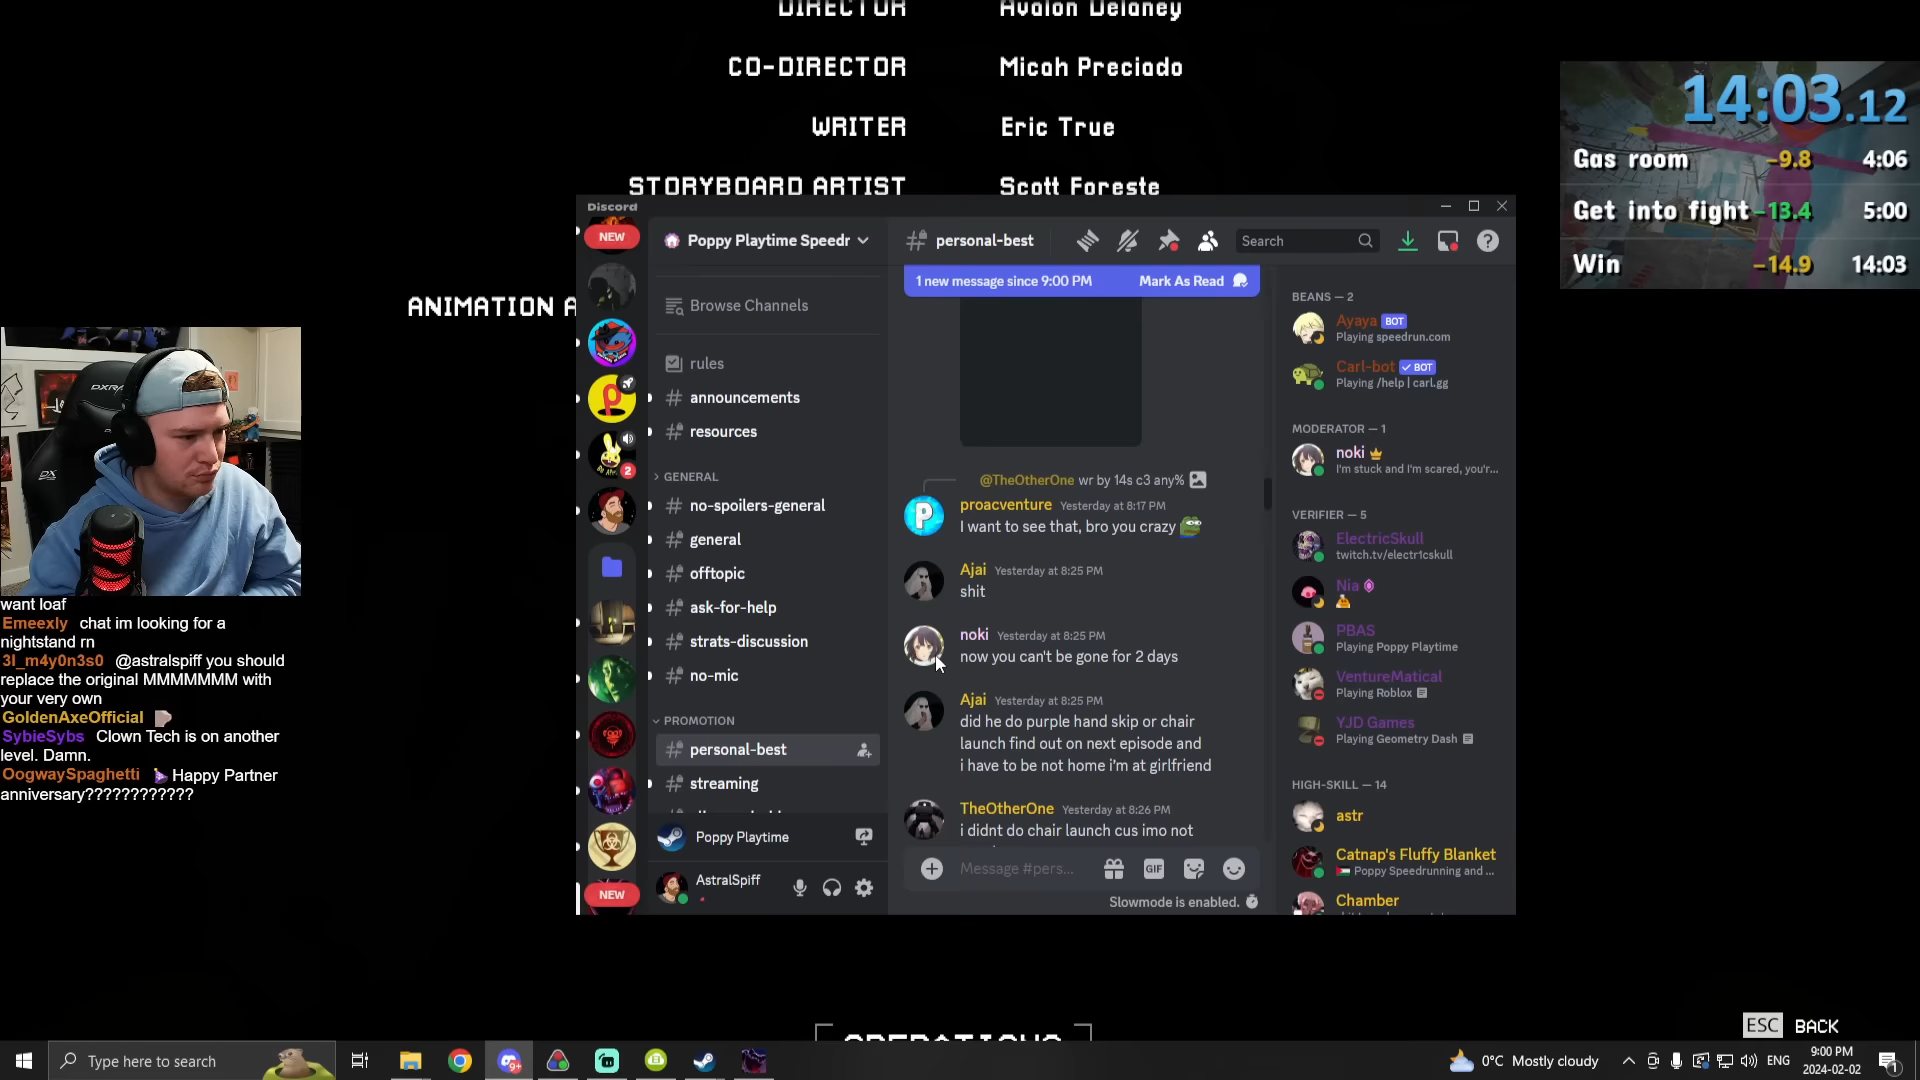 DIRECTOR Avalon Delaney
CO-DIRECTOR Micah Preciado
WRITER Eric True
STORYBOARD ARTIST Scott Foreste
ANIMATION A
14:03.12
Gas room -9.8 4:06
Get into fight -13.4 5:00
Win -14.9 14:03
DXR
want loaf
Emeexly chat im looking for a
nightstand rn
3l_m4y0n3s0 @astralspiff you should
replace the original MMMMMMM with
your very own
GoldenAxeOfficial
SybieSybs Clown Tech is on another
level. Damn.
OogwaySpaghetti Happy Partner
anniversary????????????
Discord
NEW
2
NEW
Poppy Playtime Speedr
Browse Channels
rules
announcements
resources
GENERAL
no-spoilers-general
general
offtopic
ask-for-help
strats-discussion
no-mic
PROMOTION
personal-best
streaming
Poppy Playtime
AstralSpiff
personal-best
Search
1 new message since 9:00 PM Mark As Read
@TheOtherOne wr by 14s c3 any%
proacventure Yesterday at 8:17 PM
I want to see that, bro you crazy
Ajai Yesterday at 8:25 PM
shit
noki Yesterday at 8:25 PM
now you can't be gone for 2 days
Ajai Yesterday at 8:25 PM
did he do purple hand skip or chair
launch find out on next episode and
i have to be not home i'm at girlfriend
TheOtherOne Yesterday at 8:26 PM
i didnt do chair launch cus imo not
Message #pers...
GIF
Slowmode is enabled.
BEANS — 2
Ayaya BOT
Playing speedrun.com
Carl-bot BOT
Playing /help | carl.gg
MODERATOR — 1
noki
I'm stuck and I'm scared, you'r...
VERIFIER — 5
ElectricSkull
twitch.tv/electr1cskull
Nia
PBAS
Playing Poppy Playtime
VentureMatical
Playing Roblox
YJD Games
Playing Geometry Dash
HIGH-SKILL — 14
astr
Catnap's Fluffy Blanket
Poppy Speedrunning and ...
Chamber
OPERATIONS
ESC BACK
Type here to search
9+
0°C Mostly cloudy
ENG
9:00 PM
2024-02-02
1